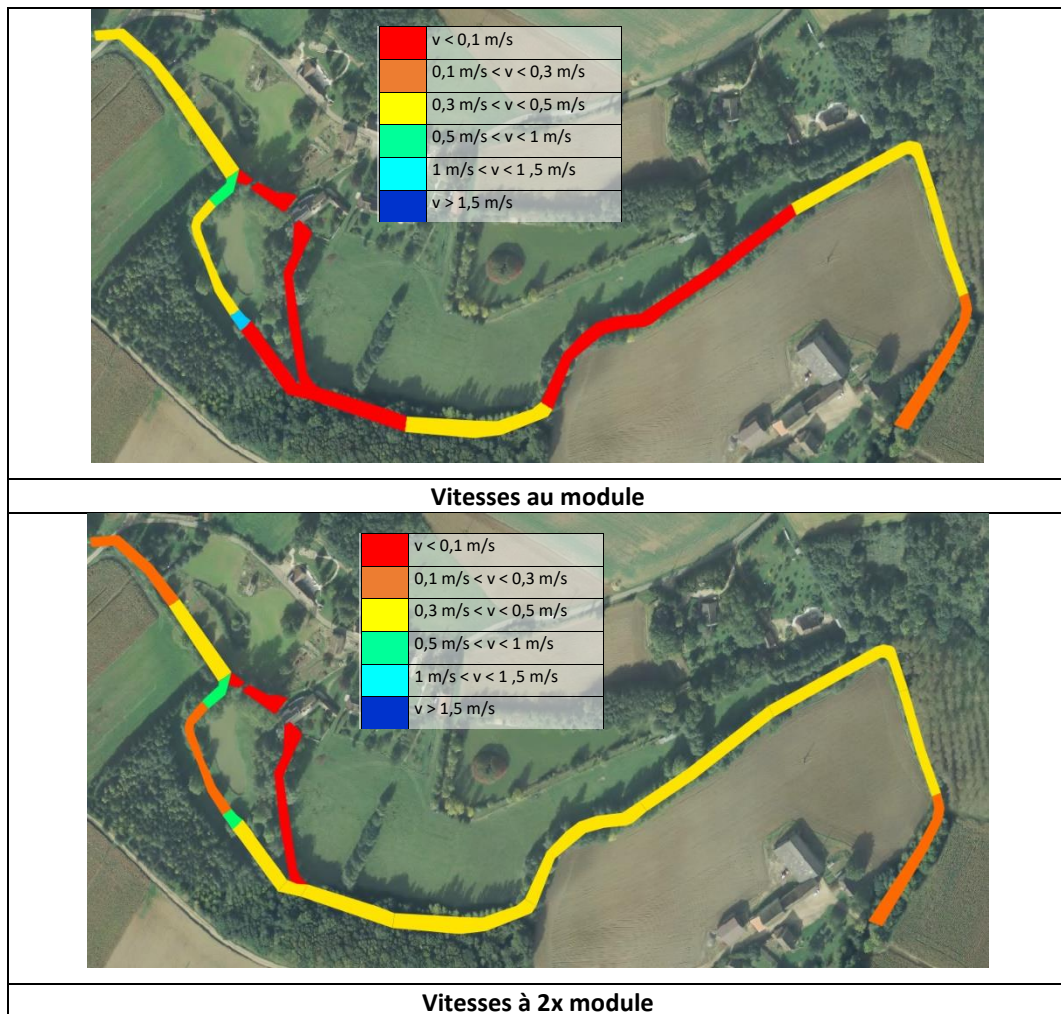 v < 0,1 m/s
0,1 m/s < v < 0,3 m/s
0,3 m/s < v < 0,5 m/s
0,5 m/s < v < 1 m/s
1 m/s < v < 1 ,5 m/s
v > 1,5 m/s
Vitesses au module
v < 0,1 m/s
0,1 m/s < v < 0,3 m/s
0,3 m/s < v < 0,5 m/s
0,5 m/s < v < 1 m/s
1 m/s < v < 1 ,5 m/s
v > 1,5 m/s
Vitesses à 2x module